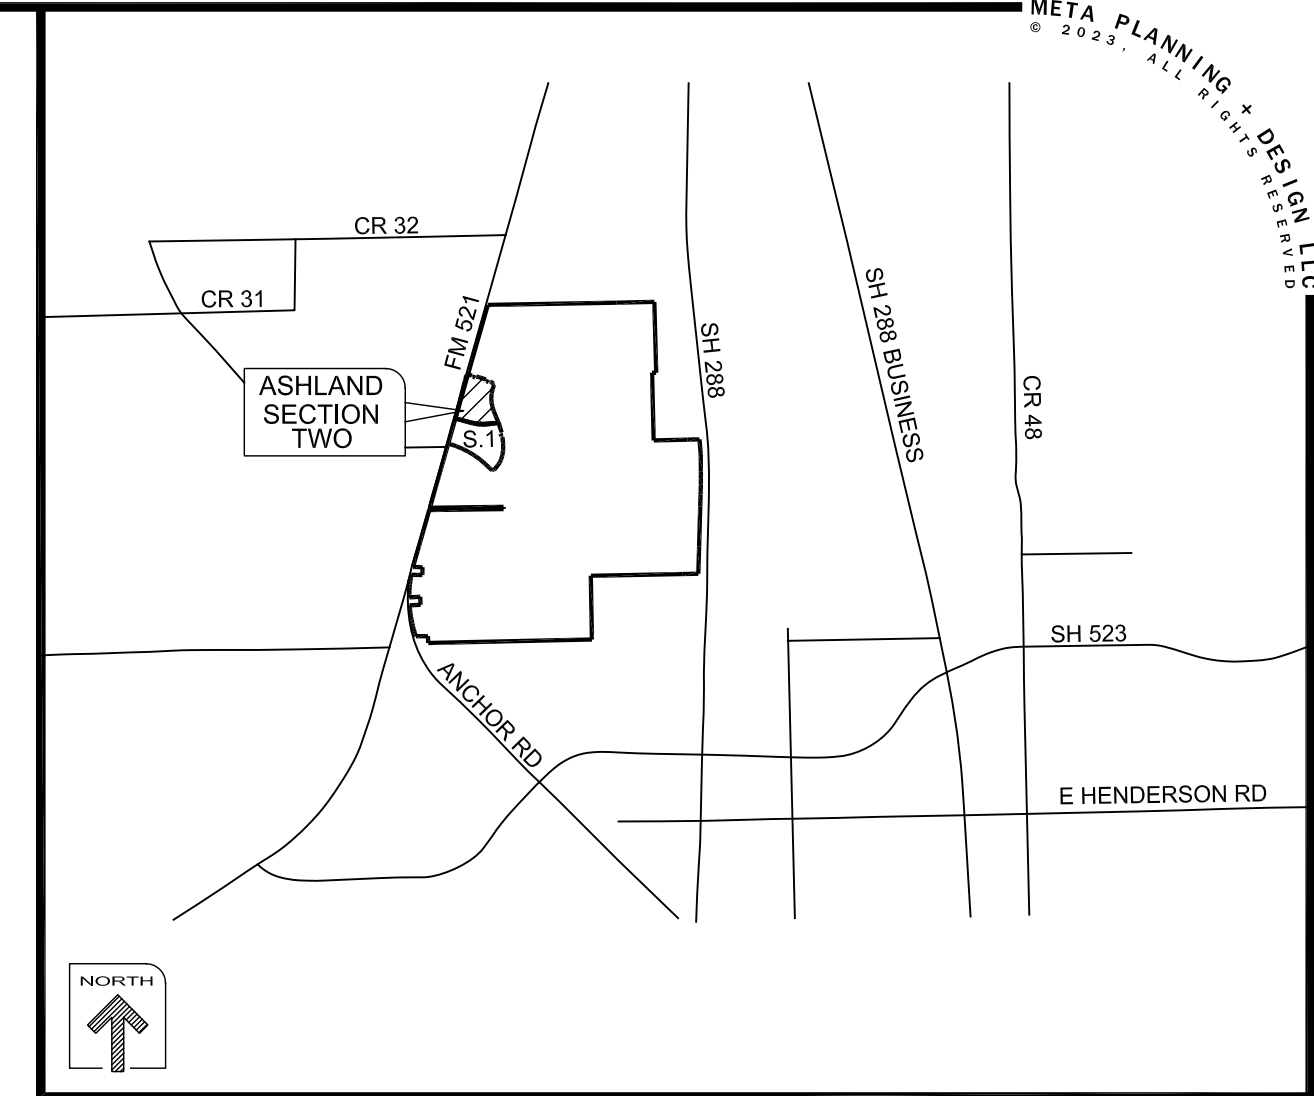 META PLANNING + DESIGN LLC
© 2023, ALL RIGHTS RESERVED
CR 32
CR 31
FM 521
SH 288
SH 288 BUSINESS
CR 48
ASHLAND
SECTION
TWO
S.1
SH 523
ANCHOR RD
E HENDERSON RD
NORTH